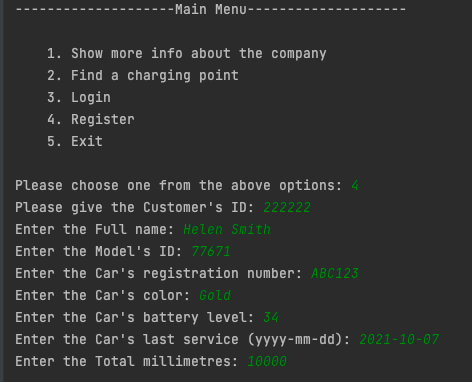 --------------------Main Menu--------------------
1. Show more info about the company
2. Find a charging point
3. Login
4. Register
5. Exit
Please choose one from the above options: 4
Please give the Customer's ID: 222222
Enter the Full name: Helen Smith
Enter the Model's ID: 77671
Enter the Car's registration number: ABC123
Enter the Car's color: Gold
Enter the Car's battery level: 34
Enter the Car's last service (yyyy-mm-dd): 2021-10-07
Enter the Total millimetres: 10000